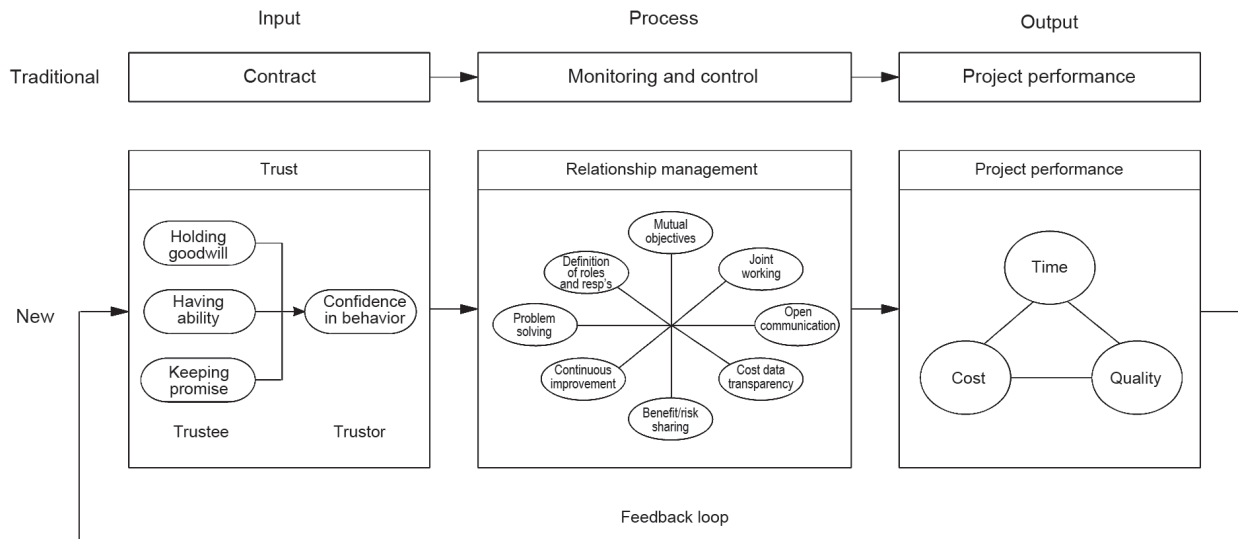 Input
Process
Output
Traditional
Contract
Monitoring and control
Project performance
New
Trust
Holding
goodwill
Having
ability
Keeping
promise
Confidence
in behavior
Trustee
Trustor
Relationship management
Mutual
objectives
Joint
working
Open
communication
Cost data
transparency
Benefit/risk
sharing
Continuous
improvement
Problem
solving
Definition
of roles
and resp's
Project performance
Time
Cost
Quality
Feedback loop